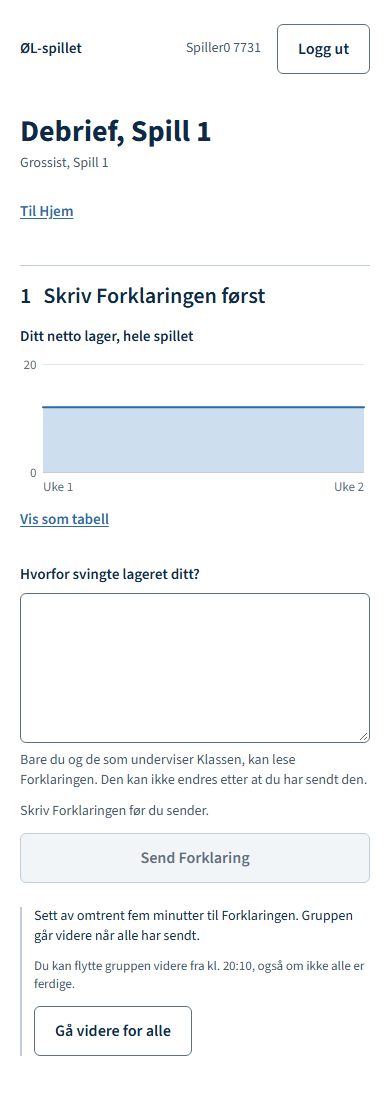 ØL-spillet
Spiller0 7731
Logg ut
Debrief, Spill 1
Grossist, Spill 1
Til Hjem
1 Skriv Forklaringen først
Ditt netto lager, hele spillet
20
0
Uke 1
Uke 2
Vis som tabell
Hvorfor svingte lageret ditt?
Bare du og de som underviser Klassen, kan lese
Forklaringen. Den kan ikke endres etter at du har sendt den.
Skriv Forklaringen før du sender.
Send Forklaring
Sett av omtrent fem minutter til Forklaringen. Gruppen
går videre når alle har sendt.
Du kan flytte gruppen videre fra kl. 20:10, også om ikke alle er
ferdige.
Gå videre for alle